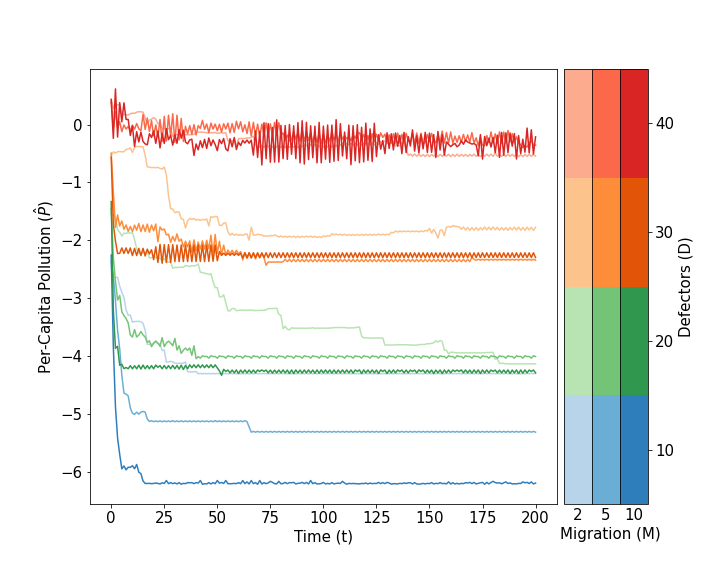 0
−1
−2
−3
−4
−5
−6
Per-Capita Pollution (P̂)
0 25 50 75 100 125 150 175 200
Time (t)
40
30
20
10
Defectors (D)
2 5 10
Migration (M)